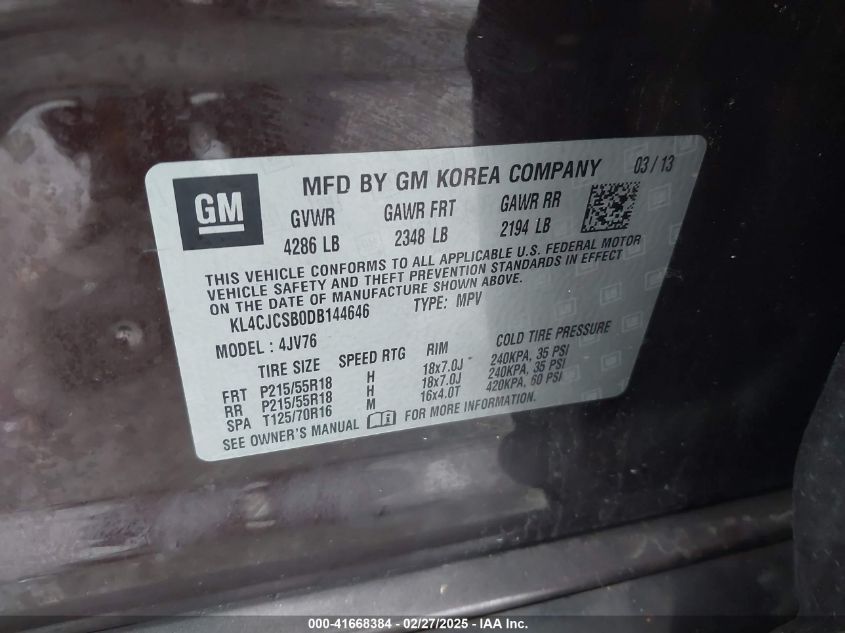 GM
MFD BY GM KOREA COMPANY 03/13
GVWR GAWR FRT GAWR RR
4286 LB 2348 LB 2194 LB
THIS VEHICLE CONFORMS TO ALL APPLICABLE U.S. FEDERAL MOTOR
VEHICLE SAFETY AND THEFT PREVENTION STANDARDS IN EFFECT
ON THE DATE OF MANUFACTURE SHOWN ABOVE.
KL4CJCSB0DB144646 TYPE: MPV
MODEL: 4JV76
TIRE SIZE SPEED RTG RIM COLD TIRE PRESSURE
FRT P215/55R18 H 18x7.0J 240KPA, 35 PSI
RR P215/55R18 H 18x7.0J 240KPA, 35 PSI
SPA T125/70R16 M 16x4.0T 420KPA, 60 PSI
SEE OWNER'S MANUAL FOR MORE INFORMATION.
000-41668384 / 02/27/2025 - IAA Inc.